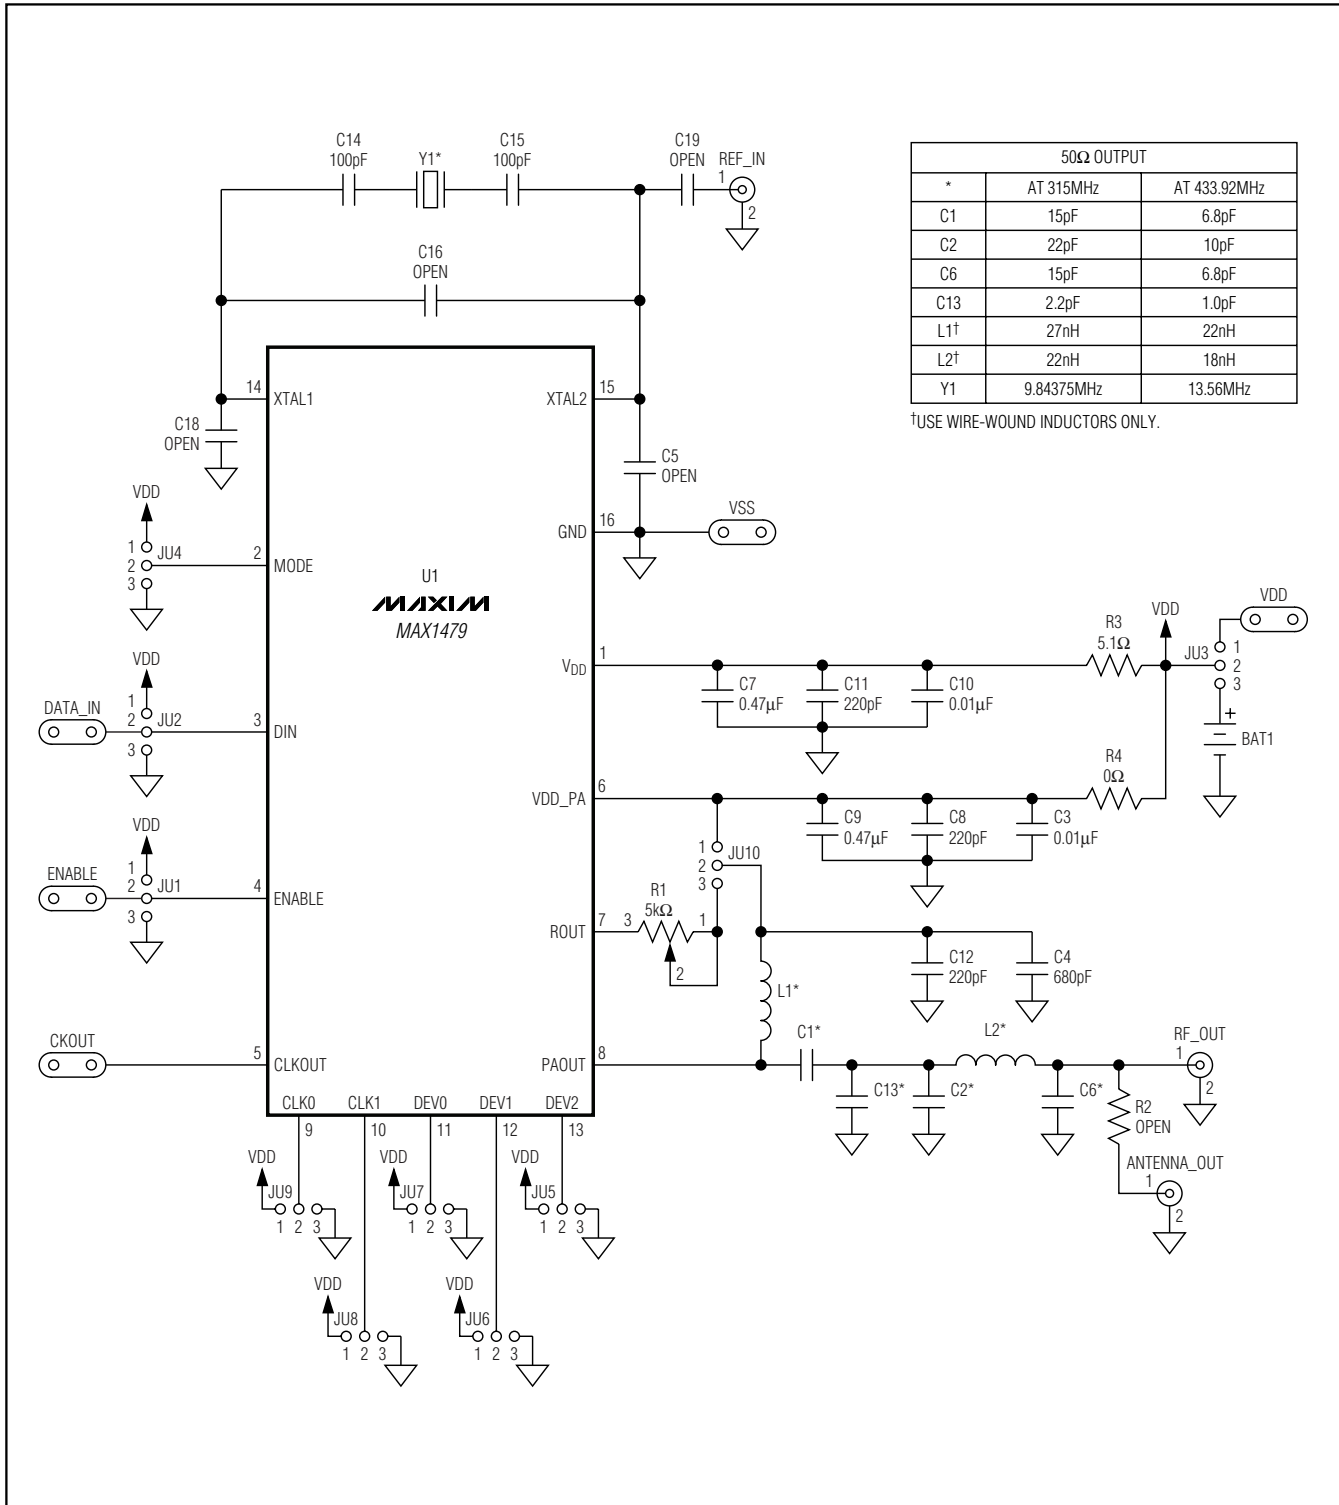 C14
100pF
Y1*
C15
100pF
C19
OPEN
REF_IN
1
2
C16
OPEN
50Ω OUTPUT
* AT 315MHz AT 433.92MHz
C1 15pF 6.8pF
C2 22pF 10pF
C6 15pF 6.8pF
C13 2.2pF 1.0pF
L1† 27nH 22nH
L2† 22nH 18nH
Y1 9.84375MHz 13.56MHz
†USE WIRE-WOUND INDUCTORS ONLY.
14
XTAL1
15
XTAL2
C18
OPEN
C5
OPEN
VDD
1
2
3
JU4
2
MODE
16
GND
VSS
U1
MAXIM
MAX1479
VDD
1
2
3
JU2
DATA_IN
3
DIN
1
VDD
C7
0.47µF
C11
220pF
C10
0.01µF
R3
5.1Ω
VDD
JU3
1
2
3
VDD
+
BAT1
R4
0Ω
6
VDD_PA
C9
0.47µF
C8
220pF
C3
0.01µF
VDD
1
2
3
JU1
ENABLE
4
ENABLE
1
2
3
JU10
R1
5kΩ
7
ROUT
3
1
2
C12
220pF
C4
680pF
L1*
CKOUT
5
CLKOUT
8
PAOUT
C1*
C13*
C2*
L2*
C6*
RF_OUT
1
2
R2
OPEN
ANTENNA_OUT
1
2
CLK0 CLK1 DEV0 DEV1 DEV2
9 10 11 12 13
VDD
JU9
1 2 3
VDD
JU7
1 2 3
VDD
JU5
1 2 3
VDD
JU8
1 2 3
VDD
JU6
1 2 3